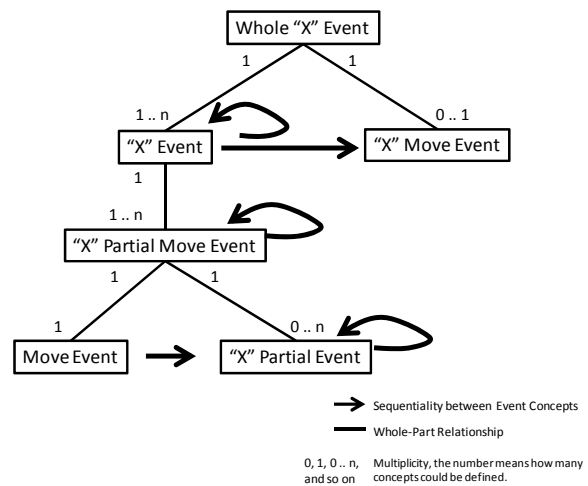 Whole “X” Event
1 1
1 .. n 0 .. 1
“X” Event “X” Move Event
1
1 .. n
“X” Partial Move Event
1 1
1 0 .. n
Move Event “X” Partial Event
Sequentiality between Event Concepts
Whole-Part Relationship
0, 1, 0 .. n, Multiplicity, the number means how many
and so on concepts could be defined.